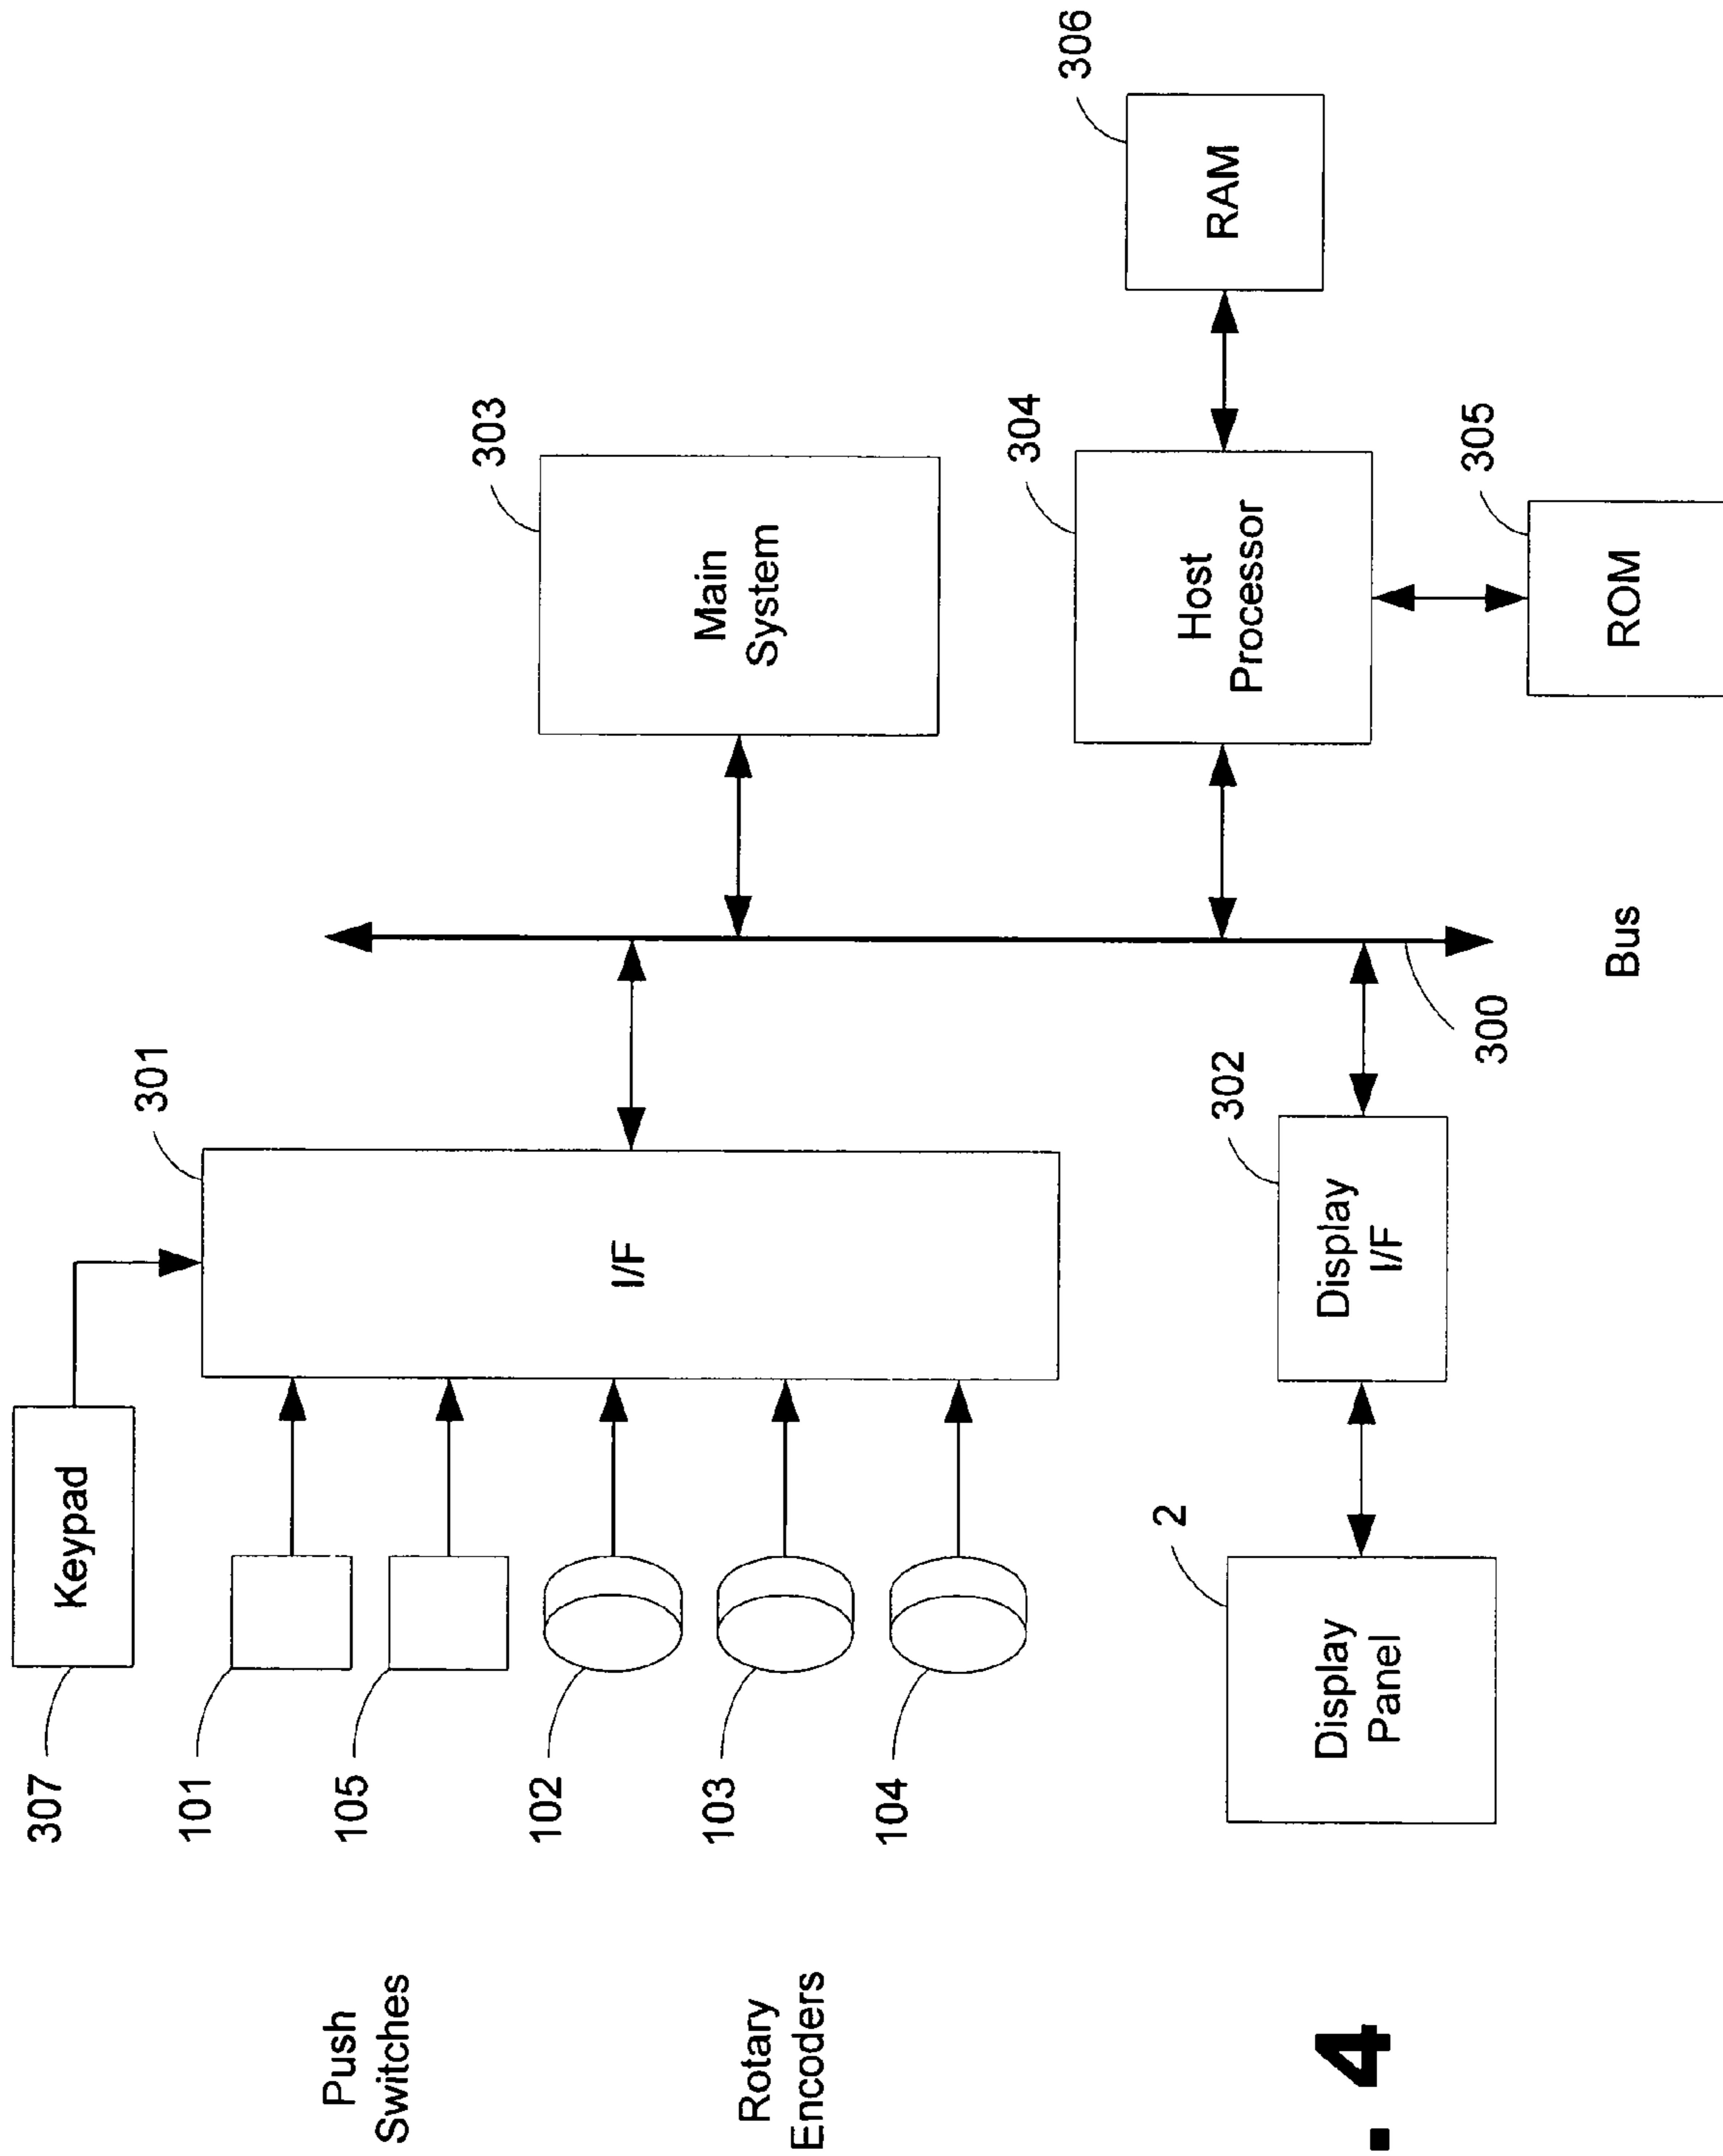 307
Keypad
301
Push
Switches
101
105
I/F
303
Main
System
Rotary
Encoders
102
103
104
306
RAM
304
Host
Processor
2
Display
Panel
302
Display
I/F
300
305
ROM
Bus
. 4